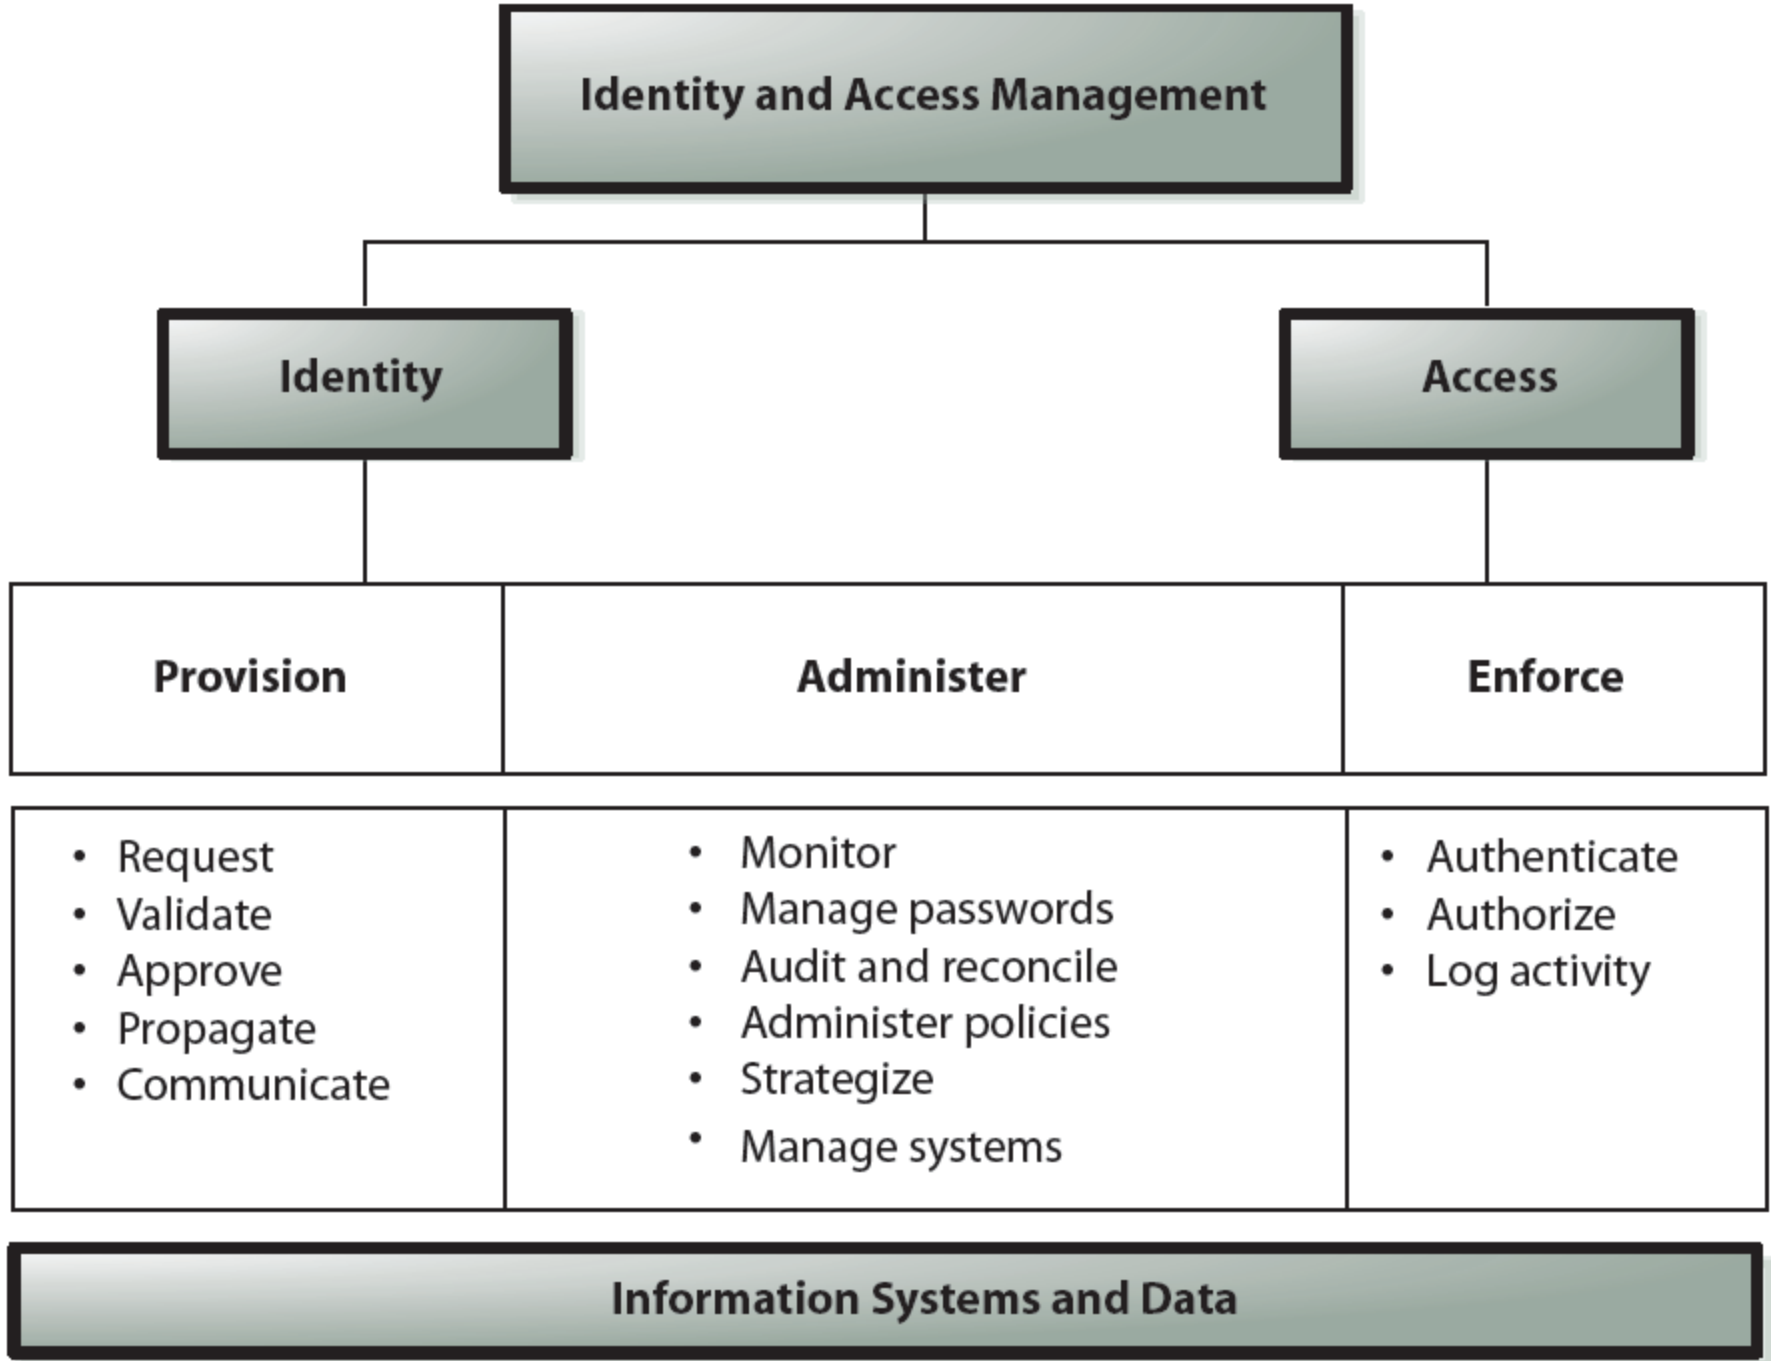 Identity and Access Management
Identity
Access
Provision
Administer
Enforce
• Request
• Validate
• Approve
• Propagate
• Communicate
• Monitor
• Manage passwords
• Audit and reconcile
• Administer policies
• Strategize
• Manage systems
• Authenticate
• Authorize
• Log activity
Information Systems and Data